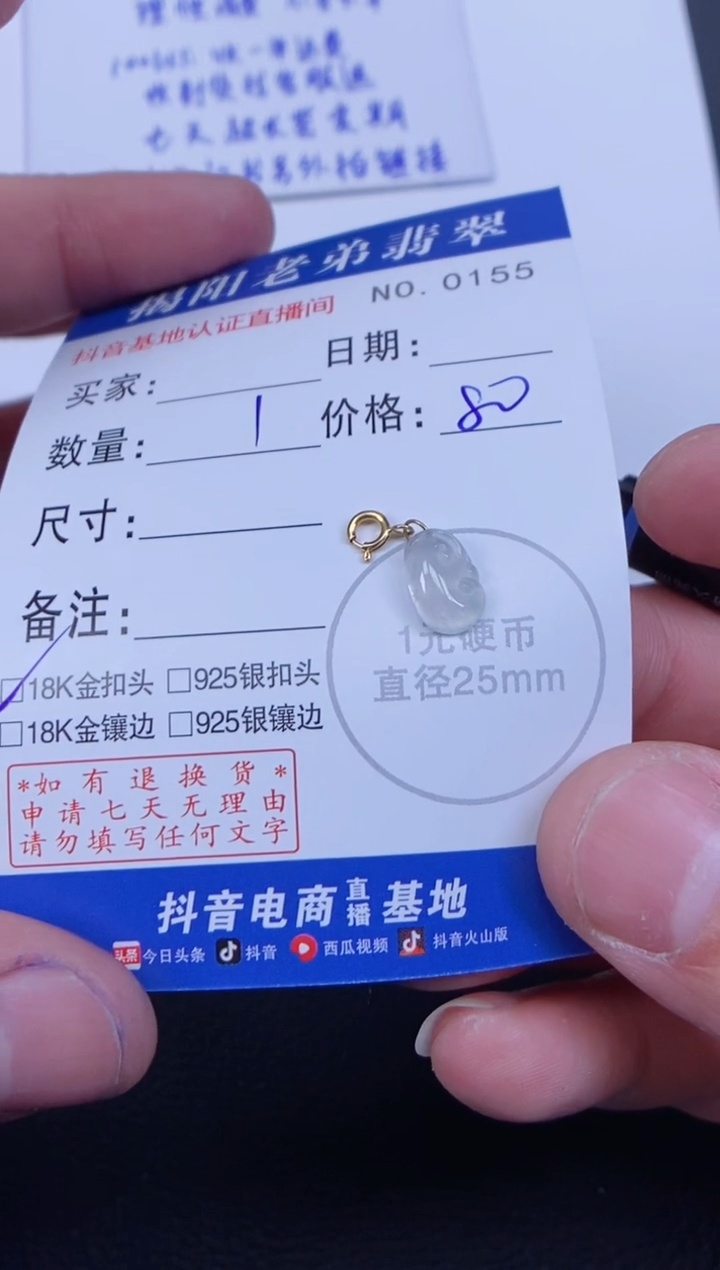 七天
揭阳老弟翡翠
NO. 0155
抖音基地认证直播间
买家: 日期:
数量: 1 价格: 80
尺寸:
备注:
1元硬币
直径25mm
□18K金扣头 □925银扣头
□18K金镶边 □925银镶边
*如有退换货*
申请七天无理由
请勿填写任何文字
抖音电商直播基地
头条 今日头条 抖音 西瓜视频 抖音火山版